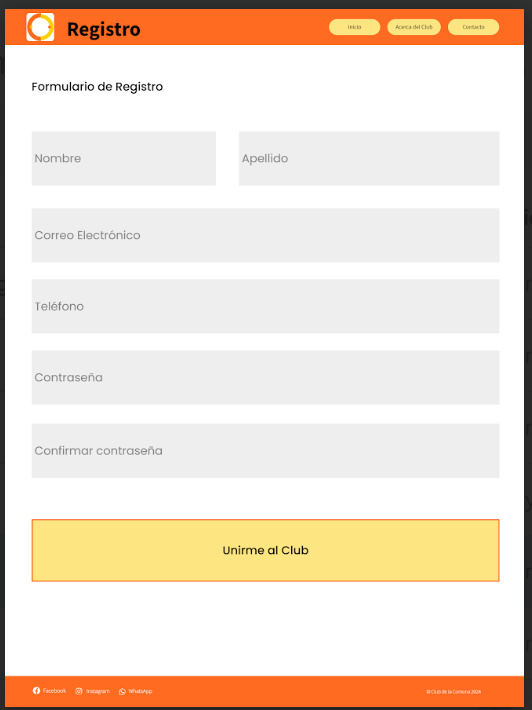 Registro
Inicio Acerca del Club Contacto
Formulario de Registro
Nombre Apellido
Correo Electrónico
Teléfono
Contraseña
Confirmar contraseña
Unirme al Club
Facebook Instagram WhatsApp © Club de la Comuna 2024